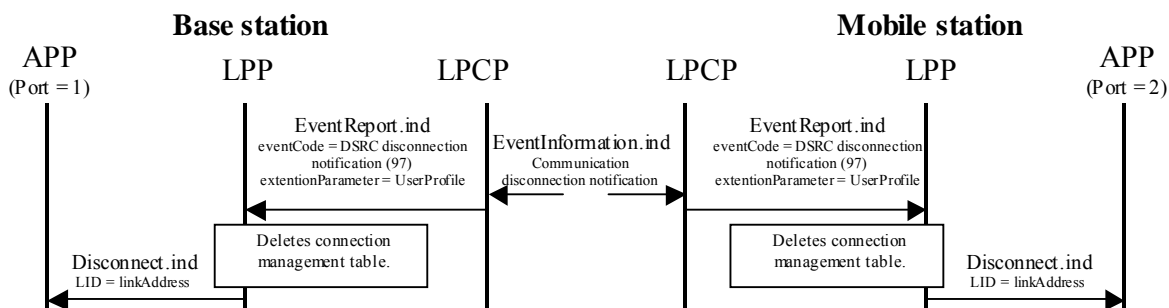 Base station
Mobile station
APP
(Port = 1)
LPP
LPCP
LPCP
LPP
APP
(Port = 2)
EventReport.ind
eventCode = DSRC disconnection
notification (97)
extentionParameter = UserProfile
EventInformation.ind
Communication
disconnection notification
EventReport.ind
eventCode = DSRC disconnection
notification (97)
extentionParameter = UserProfile
Deletes connection
management table.
Deletes connection
management table.
Disconnect.ind
LID = linkAddress
Disconnect.ind
LID = linkAddress